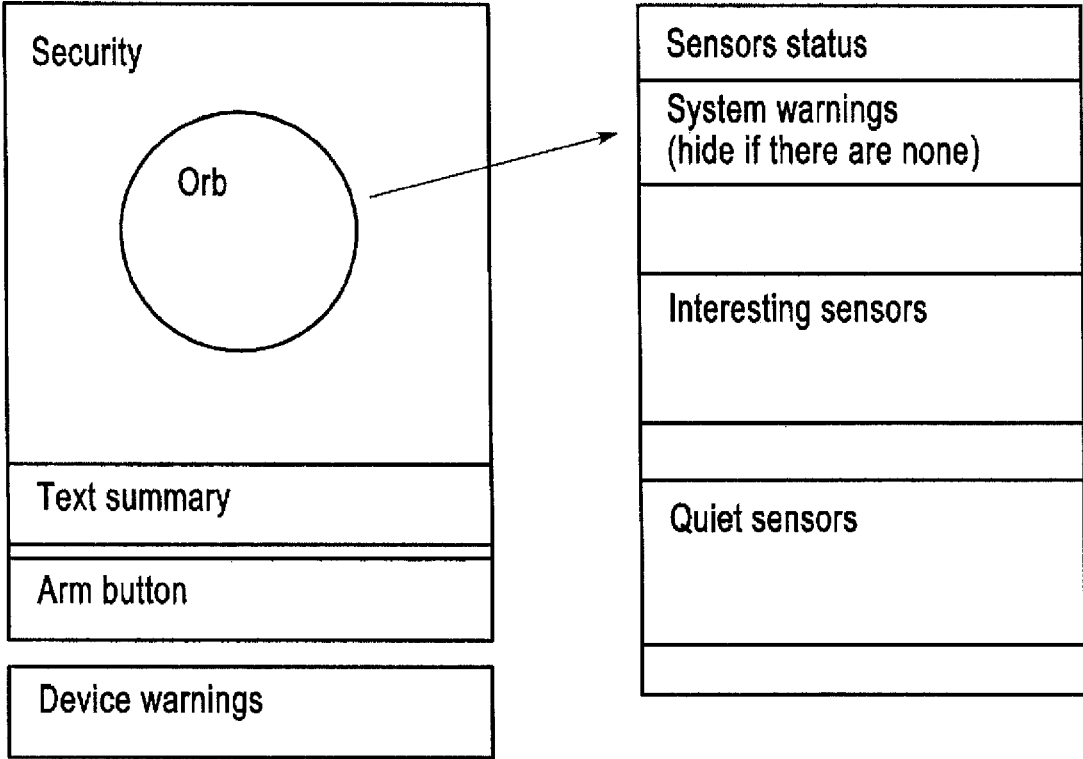 Security
Orb
Text summary
Arm button
Device warnings
Sensors status
System warnings
(hide if there are none)
Interesting sensors
Quiet sensors